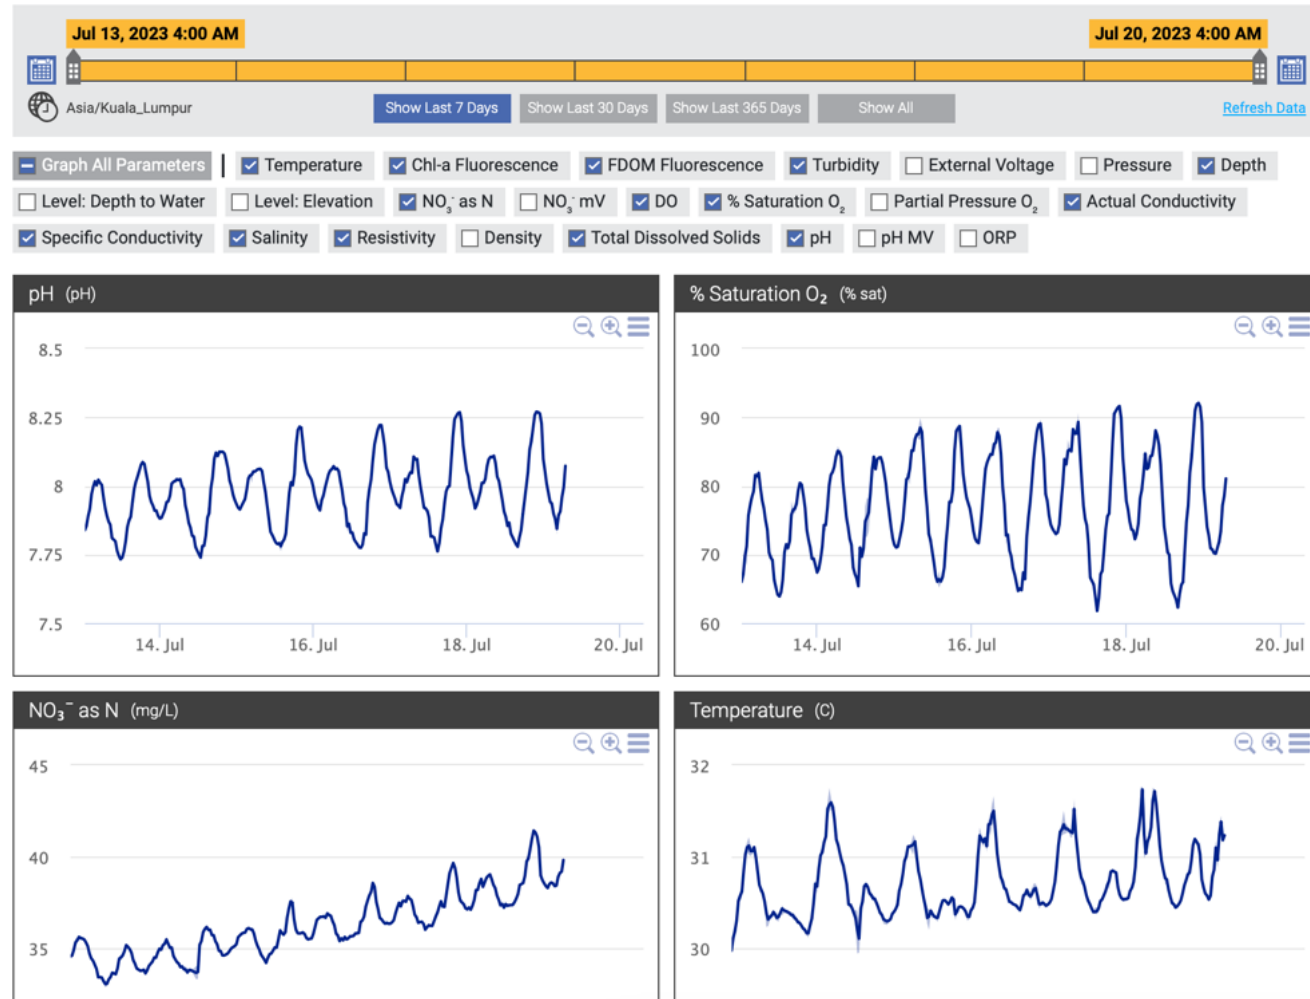 Jul 13, 2023 4:00 AM Jul 20, 2023 4:00 AM
Asia/Kuala_Lumpur Show Last 7 Days Show Last 30 Days Show Last 365 Days Show All Refresh Data
Graph All Parameters Temperature Chl-a Fluorescence FDOM Fluorescence Turbidity External Voltage Pressure Depth
Level: Depth to Water Level: Elevation NO₃⁻ as N NO₃⁻ mV DO % Saturation O₂ Partial Pressure O₂ Actual Conductivity
Specific Conductivity Salinity Resistivity Density Total Dissolved Solids pH pH MV ORP
pH (pH)
8.5
8.25
8
7.75
7.5
14. Jul 16. Jul 18. Jul 20. Jul
% Saturation O₂ (% sat)
100
90
80
70
60
14. Jul 16. Jul 18. Jul 20. Jul
NO₃⁻ as N (mg/L)
45
40
35
Temperature (C)
32
31
30